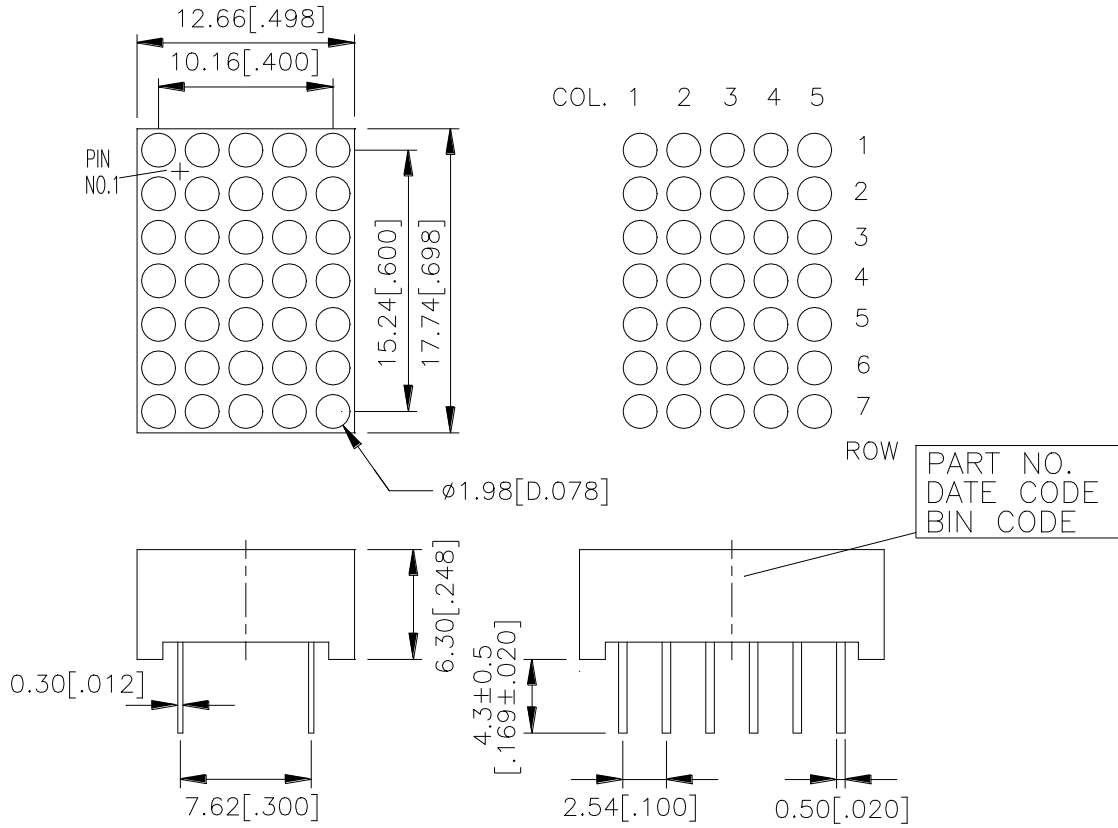 12.66[.498]
10.16[.400]
COL. 1 2 3 4 5
PIN
NO.1
15.24[.600]
17.74[.698]
1
2
3
4
5
6
7
ROW
ø1.98[D.078]
PART NO.
DATE CODE
BIN CODE
6.30[.248]
0.30[.012]
7.62[.300]
4.3±0.5
[.169±.020]
2.54[.100]
0.50[.020]